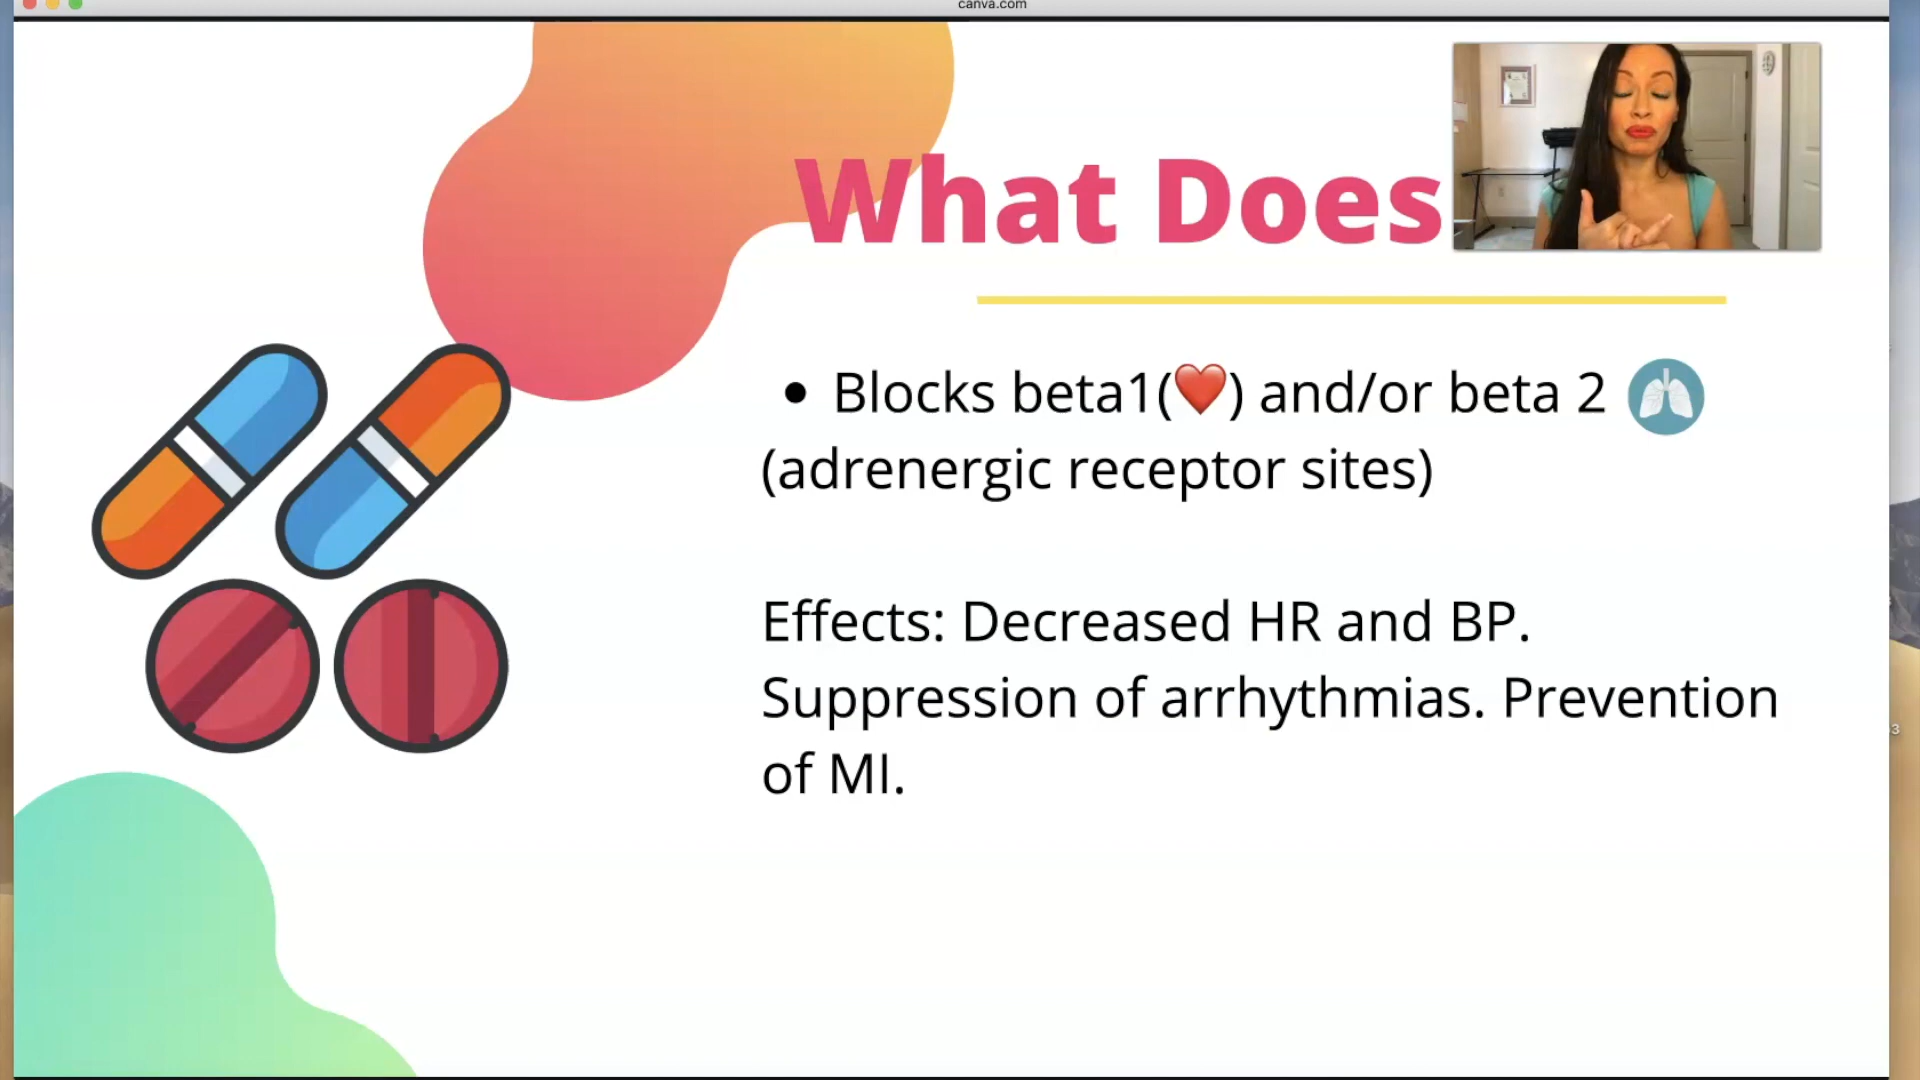 canva.com
What Does
• Blocks beta1(❤️) and/or beta 2 🫁
(adrenergic receptor sites)
Effects: Decreased HR and BP.
Suppression of arrhythmias. Prevention
of MI.